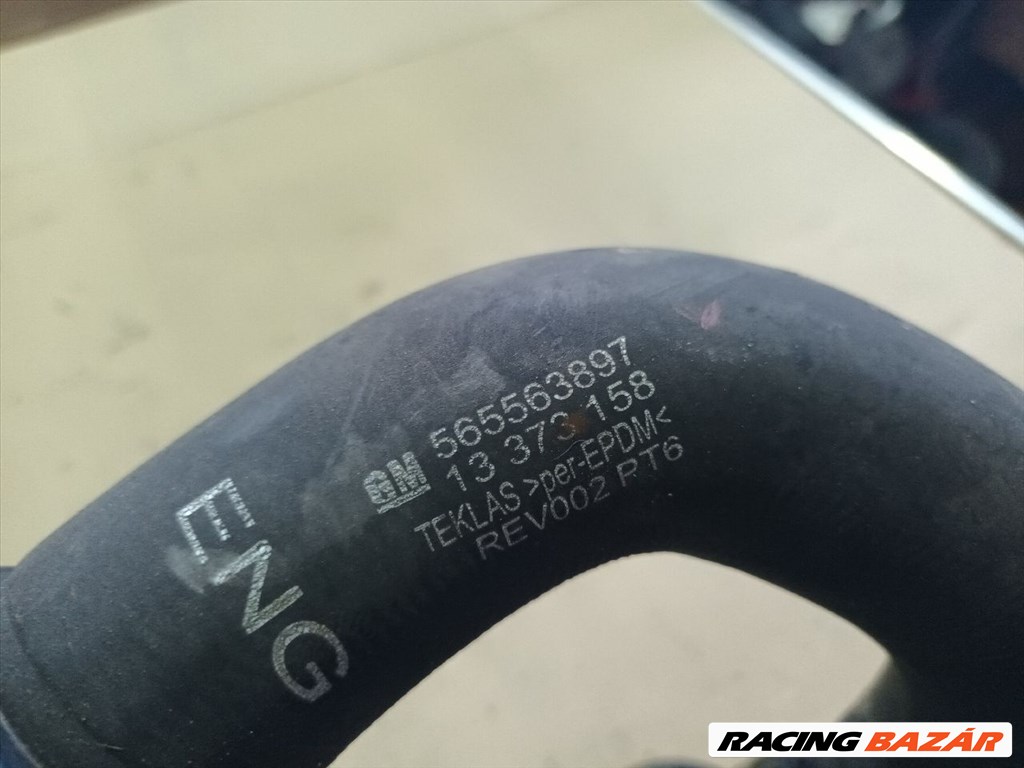 GM 565563897
13 373 158
TEKLAS >per-EPDM<
REV002 RT6
ENG
RACING BAZÁR